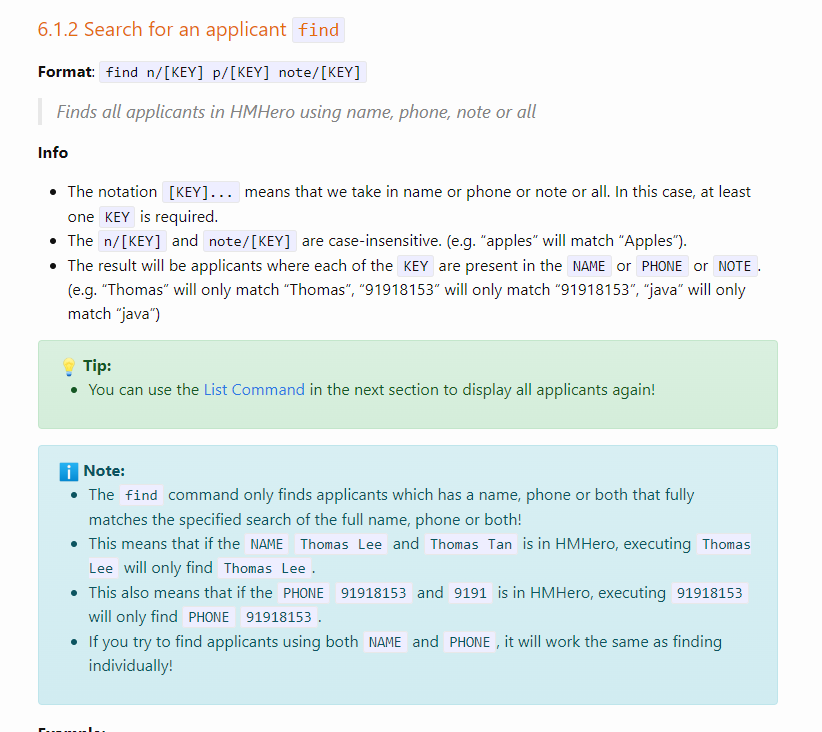 6.1.2 Search for an applicant find
Format: find n/[KEY] p/[KEY] note/[KEY]
Finds all applicants in HMHero using name, phone, note or all
Info
• The notation [KEY]... means that we take in name or phone or note or all. In this case, at least
one KEY is required.
• The n/[KEY] and note/[KEY] are case-insensitive. (e.g. “apples” will match “Apples”).
• The result will be applicants where each of the KEY are present in the NAME or PHONE or NOTE.
(e.g. “Thomas” will only match “Thomas”, “91918153” will only match “91918153”, “java” will only
match “java”)
💡 Tip:
• You can use the List Command in the next section to display all applicants again!
ℹ️ Note:
• The find command only finds applicants which has a name, phone or both that fully
matches the specified search of the full name, phone or both!
• This means that if the NAME Thomas Lee and Thomas Tan is in HMHero, executing Thomas
Lee will only find Thomas Lee.
• This also means that if the PHONE 91918153 and 9191 is in HMHero, executing 91918153
will only find PHONE 91918153.
• If you try to find applicants using both NAME and PHONE, it will work the same as finding
individually!